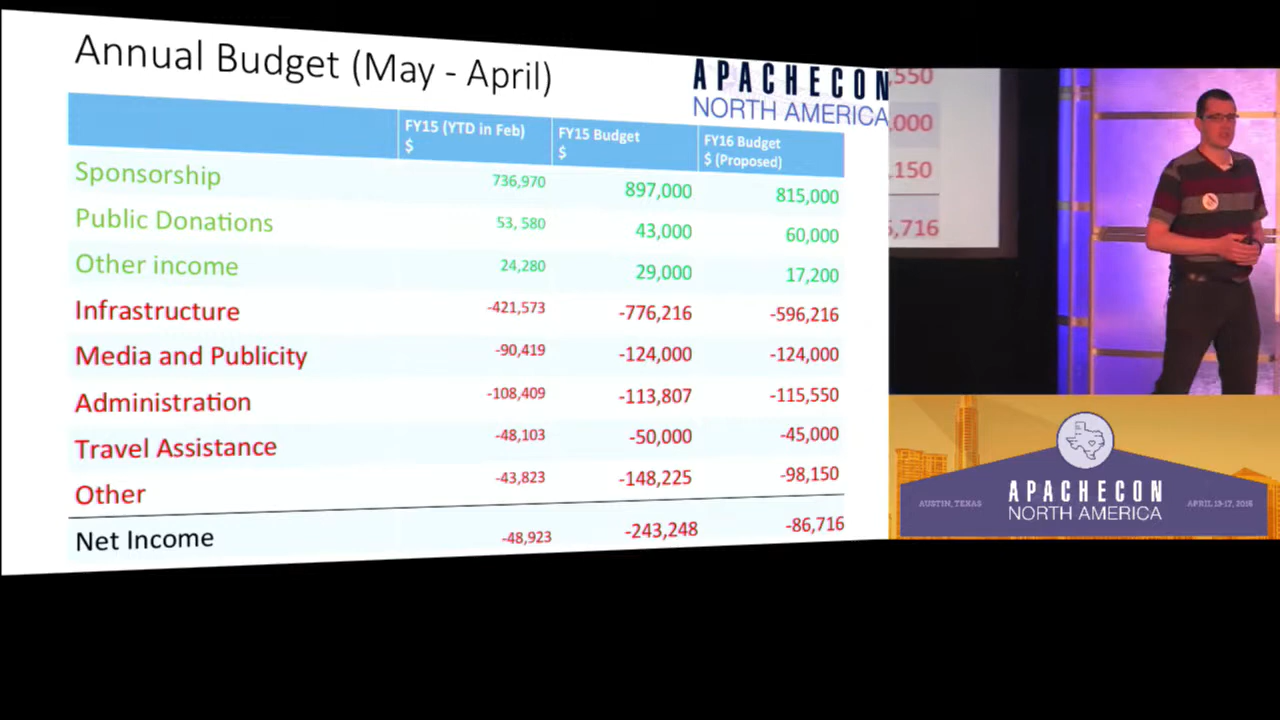 Annual Budget (May - April)
APACHECON
NORTH AMERICA
FY15 (YTD in Feb) $ FY15 Budget $ FY16 Budget $ (Proposed)
Sponsorship 736,970 897,000 815,000
Public Donations 53, 580 43,000 60,000
Other income 24,280 29,000 17,200
Infrastructure -421,573 -776,216 -596,216
Media and Publicity -90,419 -124,000 -124,000
Administration -108,409 -113,807 -115,550
Travel Assistance -48,103 -50,000 -45,000
Other -43,823 -148,225 -98,150
Net Income -48,923 -243,248 -86,716
,550
,000
,150
,716
AUSTIN, TEXAS
APACHECON
NORTH AMERICA